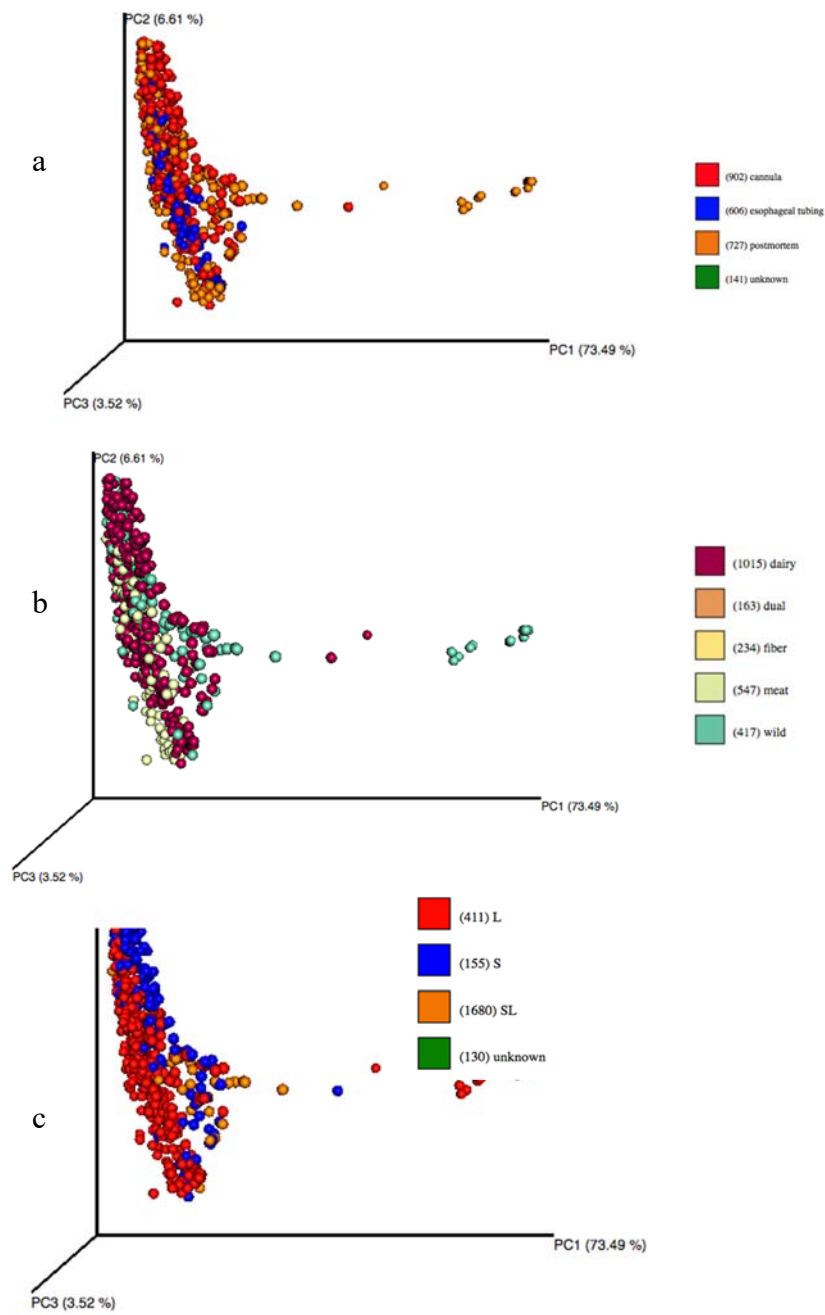 PC2 (6.61 %)
a
(902) cannula
(606) esophageal tubing
(727) postmortem
(141) unknown
PC1 (73.49 %)
PC3 (3.52 %)
PC2 (6.61 %)
b
(1015) dairy
(163) dual
(234) fiber
(547) meat
(417) wild
PC1 (73.49 %)
PC3 (3.52 %)
(411) L
(155) S
(1680) SL
(130) unknown
c
PC1 (73.49 %)
PC3 (3.52 %)